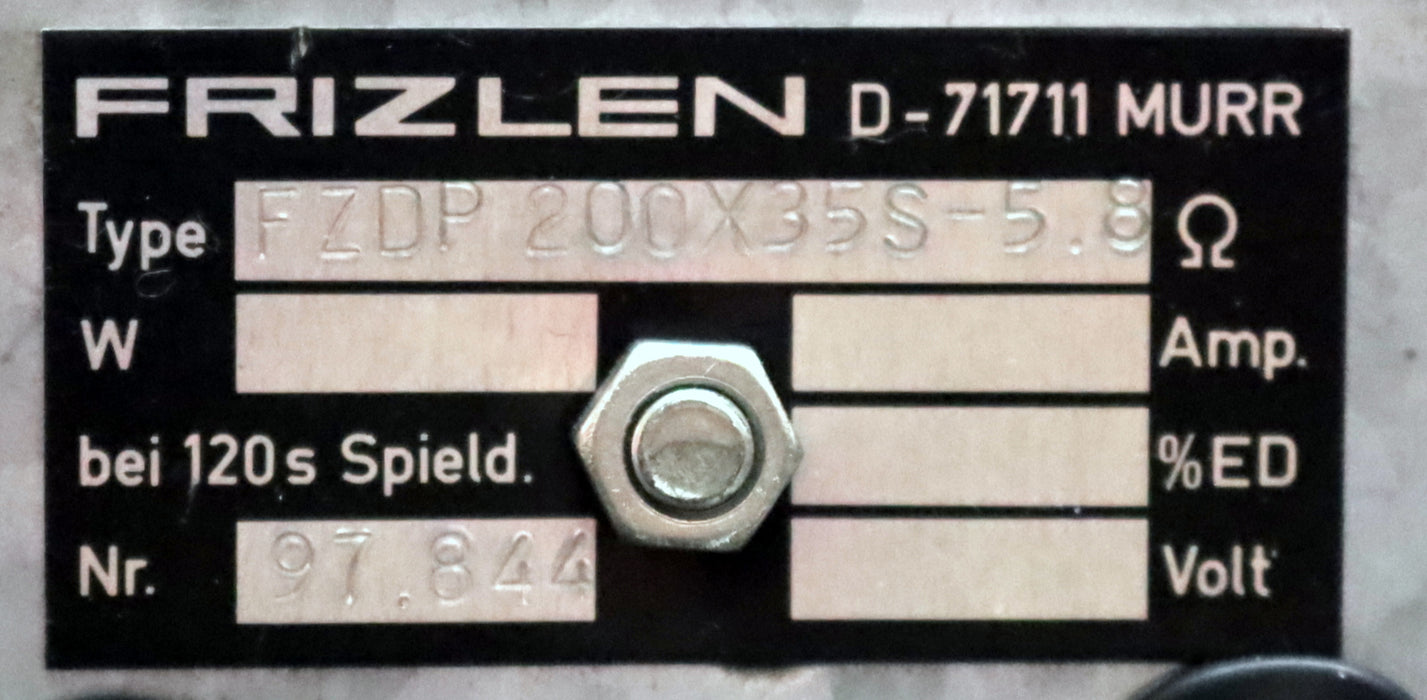 FRIZLEN D-71711 MURR
Type FZDP 200X35S-5.8 Ω
W Amp.
bei 120s Spield. %ED
Nr. 97.844 Volt